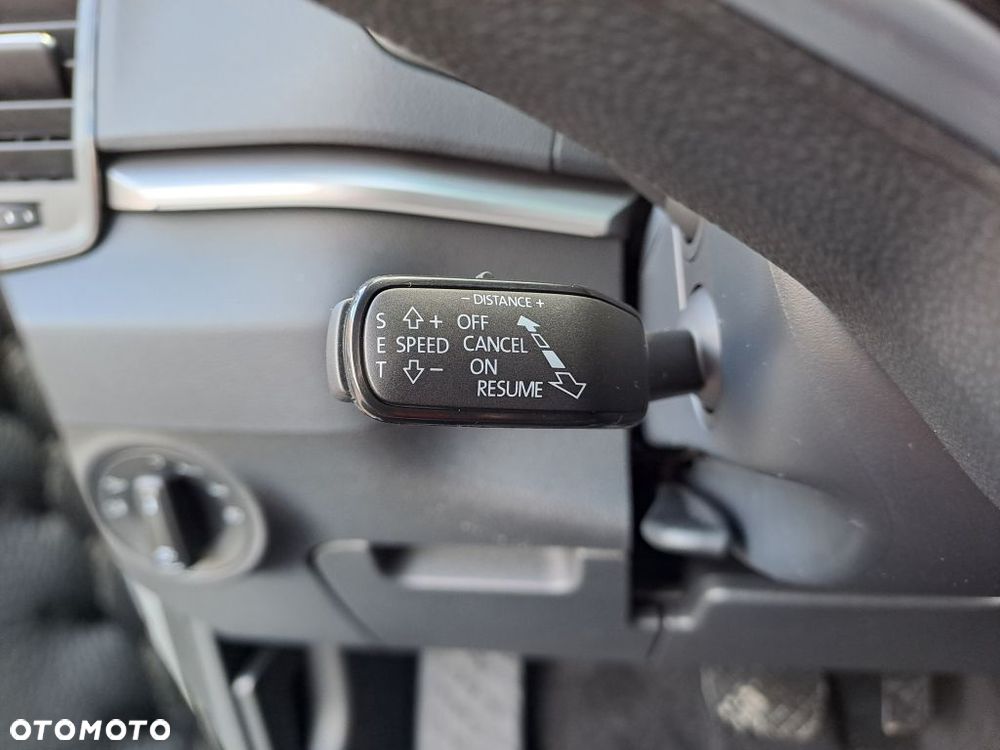 − DISTANCE +
S + OFF
E SPEED CANCEL
T − ON
RESUME
OTOMOTO